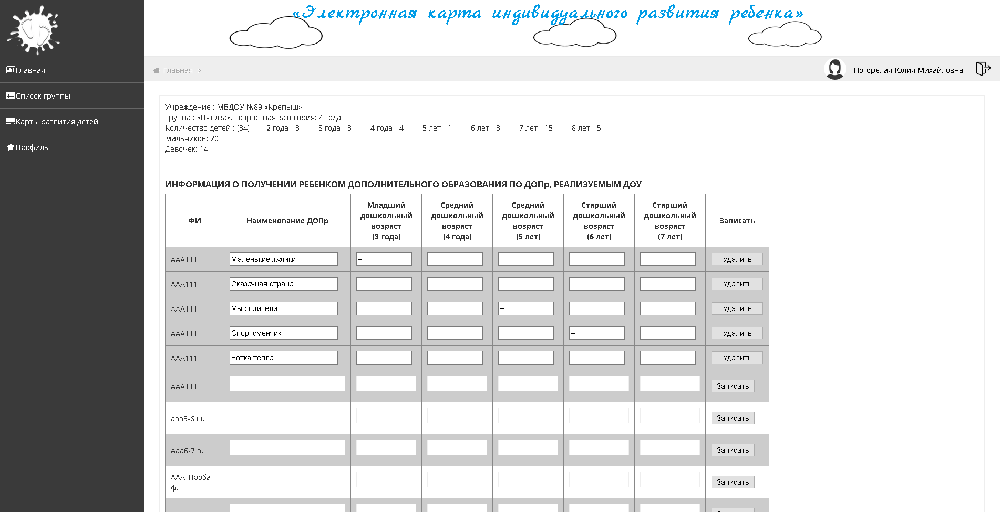 «Электронная карта индивидуального развития ребенка»
Главная
Список группы
Карты развития детей
Профиль
Главная >
Погорелая Юлия Михайловна
Учреждение : МБДОУ №89 «Крепыш»
Группа : «Пчелка», возрастная категория: 4 года
Количество детей : (34) 2 года - 3 3 года - 3 4 года - 4 5 лет - 1 6 лет - 3 7 лет - 15 8 лет - 5
Мальчиков: 20
Девочек: 14
ИНФОРМАЦИЯ О ПОЛУЧЕНИИ РЕБЕНКОМ ДОПОЛНИТЕЛЬНОГО ОБРАЗОВАНИЯ ПО ДОПр, РЕАЛИЗУЕМЫМ ДОУ
ФИ
Наименование ДОПр
Младший
дошкольный
возраст
(3 года)
Средний
дошкольный
возраст
(4 года)
Средний
дошкольный
возраст
(5 лет)
Старший
дошкольный
возраст
(6 лет)
Старший
дошкольный
возраст
(7 лет)
Записать
ААА111 Маленькие жулики + Удалить
ААА111 Сказачная страна + Удалить
ААА111 Мы родители + Удалить
ААА111 Спортсменчик + Удалить
ААА111 Нотка тепла + Удалить
ААА111 Записать
ааа5-6 ы. Записать
Ааа6-7 а. Записать
ААА_Проба
ф. Записать